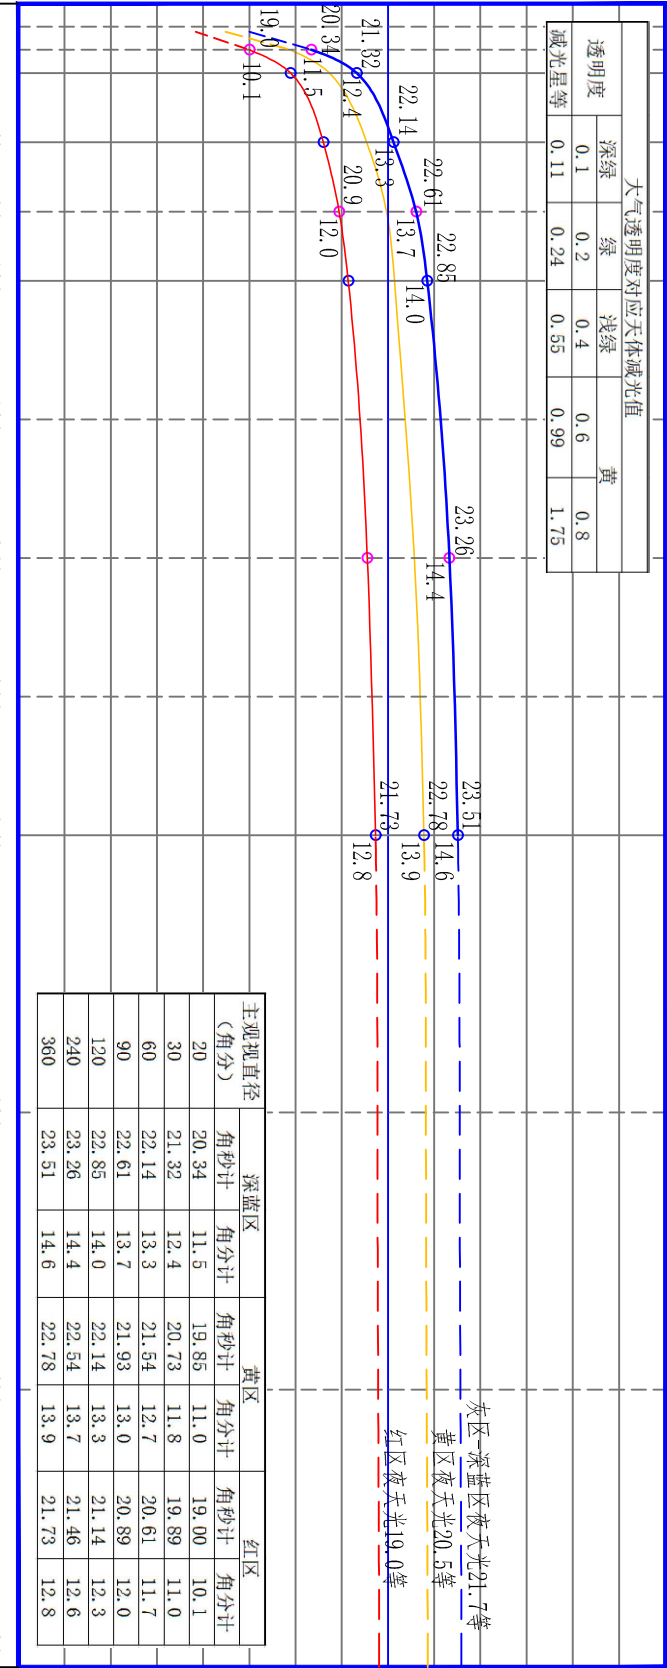 大气透明度对应天体减光值
透明度 深绿 绿 浅绿 黄
0.1 0.2 0.4 0.6 0.8
减光星等 0.11 0.24 0.55 0.99 1.75
19.0
20.34
21.32
22.14
22.61
22.85
23.26
23.51
10.1
11.5
12.4
13.3
13.7
14.0
14.4
14.6
20.9
12.0
22.78
13.9
21.73
12.8
灰区-深蓝区夜天光21.7等
黄区夜天光20.5等
红区夜天光19.0等
主观视直径（角分） 深蓝区 黄区 红区
角秒计 角分计 角秒计 角分计 角秒计 角分计
20 20.34 11.5 19.85 11.0 19.00 10.1
30 21.32 12.4 20.73 11.8 19.89 11.0
60 22.14 13.3 21.54 12.7 20.61 11.7
90 22.61 13.7 21.93 13.0 20.89 12.0
120 22.85 14.0 22.14 13.3 21.14 12.3
240 23.26 14.4 22.54 13.7 21.46 12.6
360 23.51 14.6 22.78 13.9 21.73 12.8